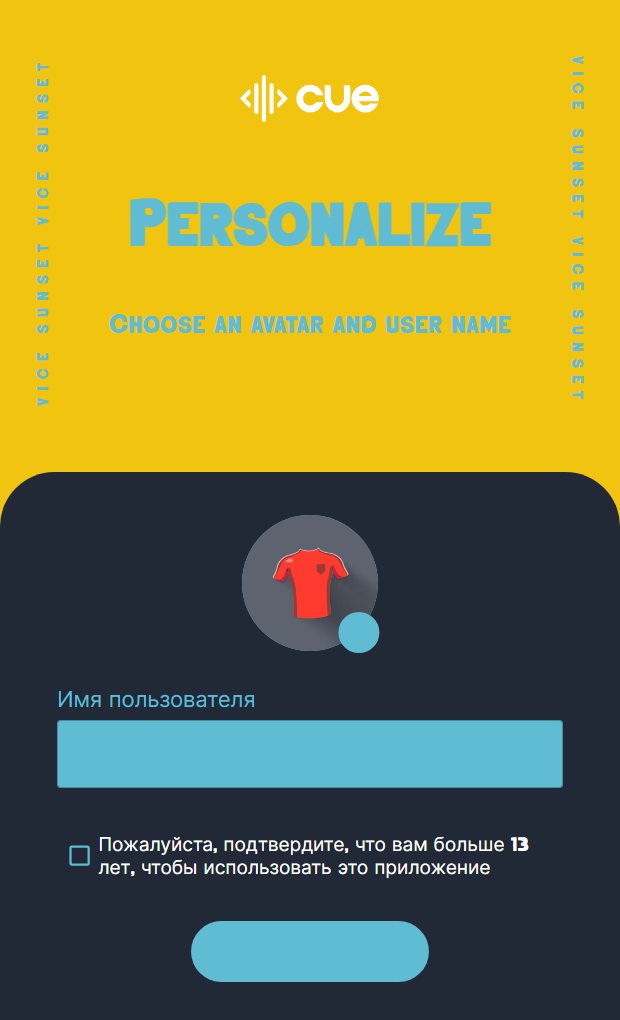 cue
VICE SUNSET VICE SUNSET
VICE SUNSET VICE SUNSET
PERSONALIZE
CHOOSE AN AVATAR AND USER NAME
Имя пользователя
Пожалуйста, подтвердите, что вам больше 13
лет, чтобы использовать это приложение